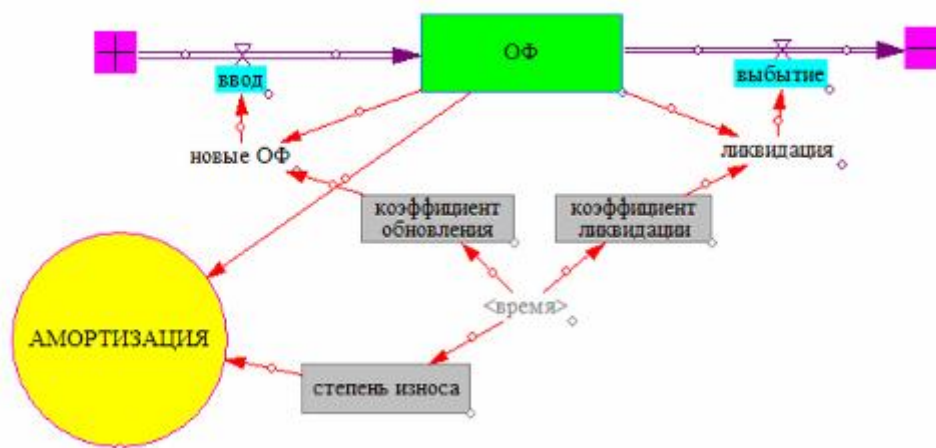 ОФ
ввод
выбытие
новые ОФ
ликвидация
коэффициент
обновления
коэффициент
ликвидации
<время>
АМОРТИЗАЦИЯ
степень износа